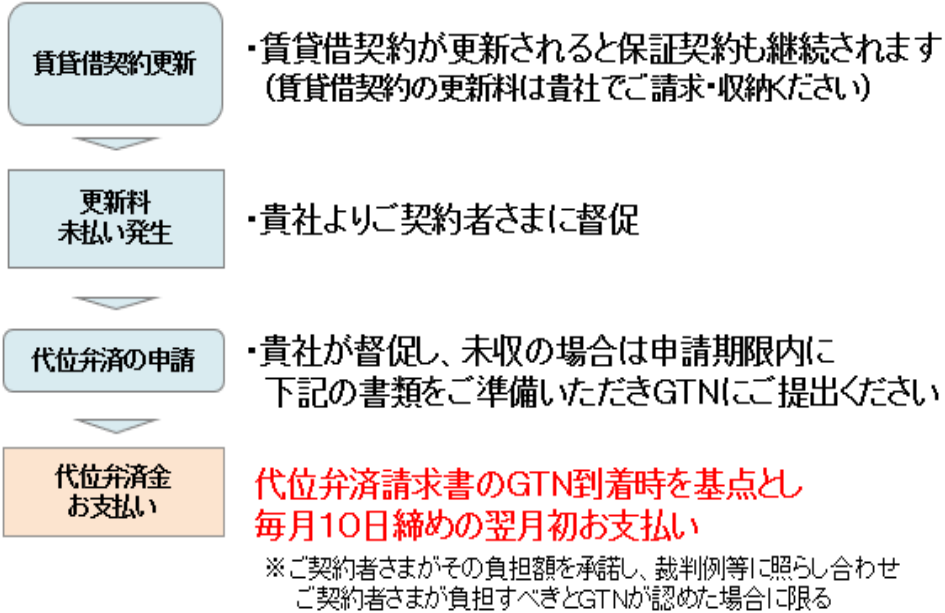 賃貸借契約更新
・賃貸借契約が更新されると保証契約も継続されます
（賃貸借契約の更新料は貴社でご請求・収納ください）
更新料
未払い発生
・貴社よりご契約者さまに督促
代位弁済の申請
・貴社が督促し、未収の場合は申請期限内に
下記の書類をご準備いただきGTNにご提出ください
代位弁済金
お支払い
代位弁済請求書のGTN到着時を基点とし
毎月10日締めの翌月初お支払い
※ご契約者さまがその負担額を承諾し、裁判例等に照らし合わせ
ご契約者さまが負担すべきとGTNが認めた場合に限る